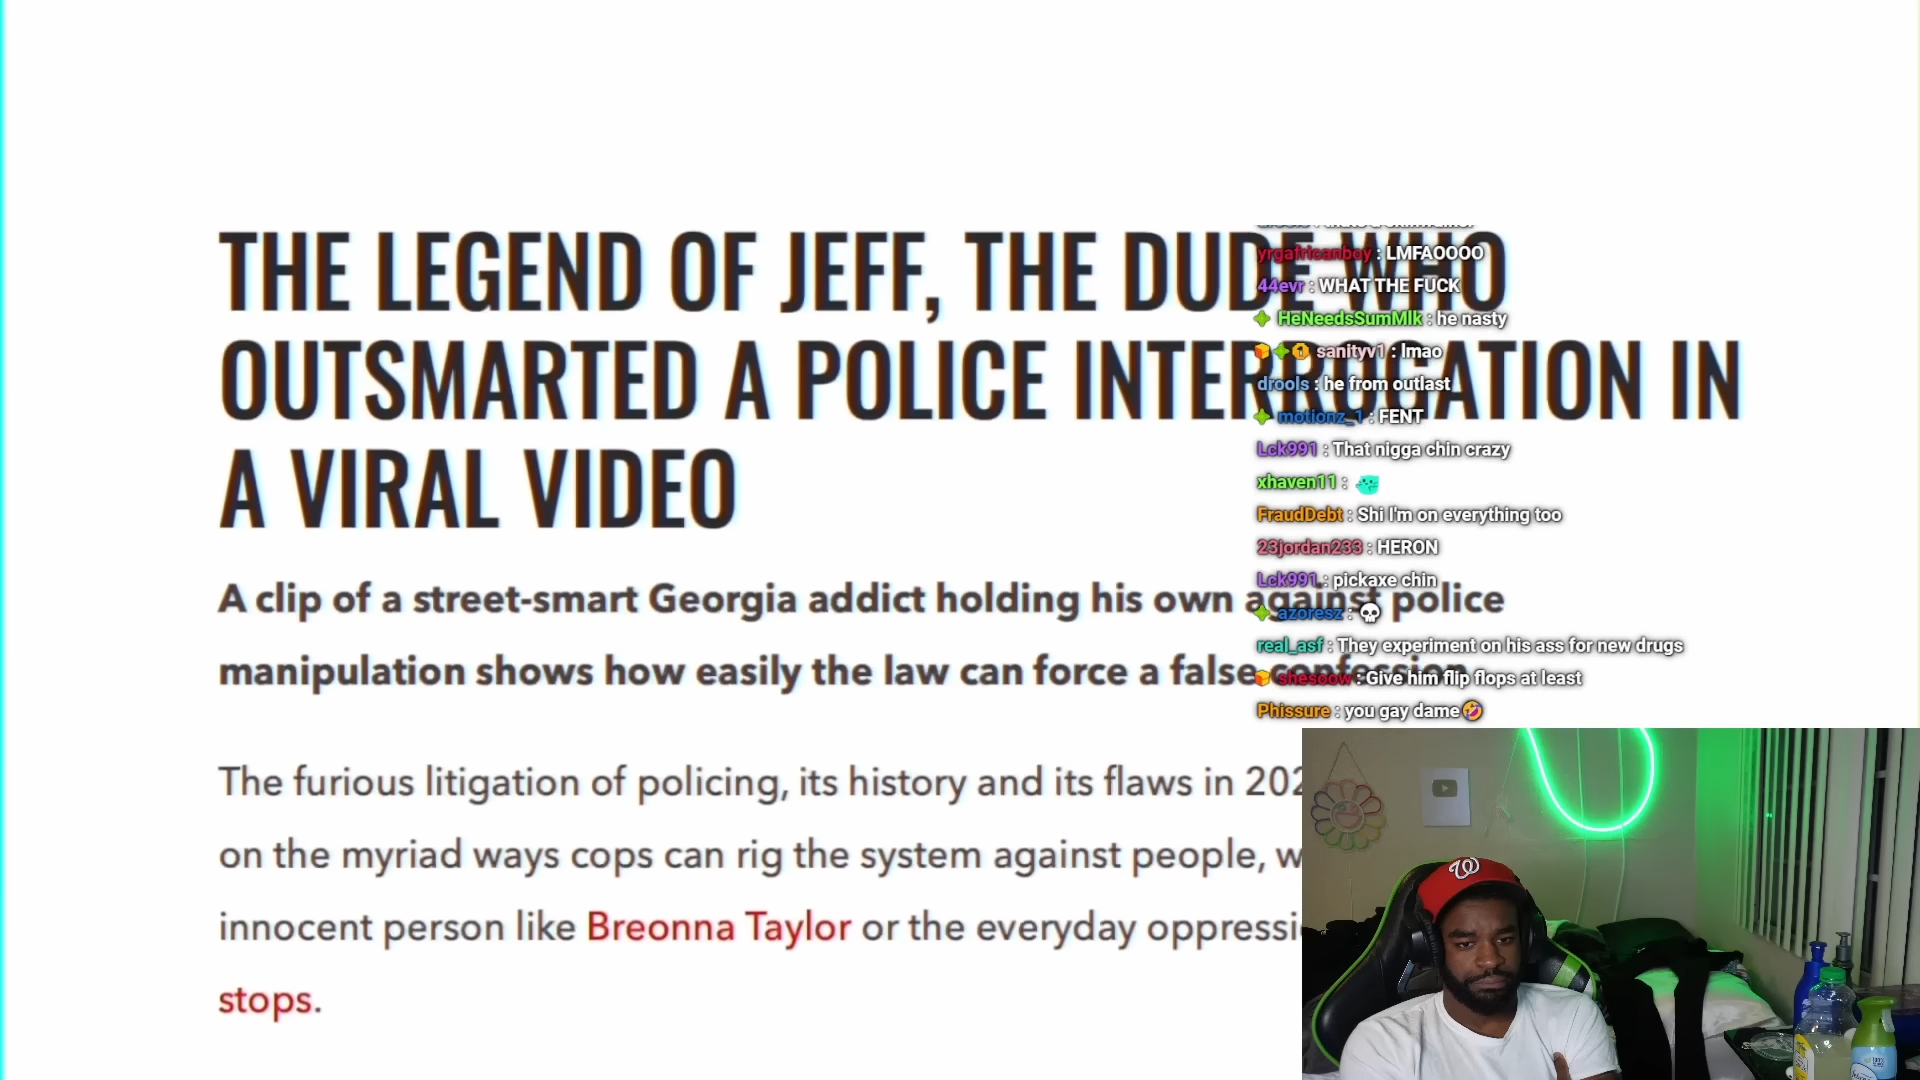 THE LEGEND OF JEFF, THE DUDE WHO
OUTSMARTED A POLICE INTERROGATION IN
A VIRAL VIDEO
A clip of a street-smart Georgia addict holding his own against police
manipulation shows how easily the law can force a false confession.
The furious litigation of policing, its history and its flaws in 202
on the myriad ways cops can rig the system against people, w
innocent person like Breonna Taylor or the everyday oppressi
stops.
yrgafricanboy : LMFAOOOO
44evr : WHAT THE FUCK
HeNeedsSumMlk : he nasty
sanityv1 : lmao
drools : he from outlast
motionz_1 : FENT
Lck991 : That nigga chin crazy
xhaven11 :
FraudDebt : Shi I'm on everything too
23jordan233 : HERON
Lck991 : pickaxe chin
azoresz : 💀
real_asf : They experiment on his ass for new drugs
shesoow : Give him flip flops at least
Phissure : you gay dame🤣
W